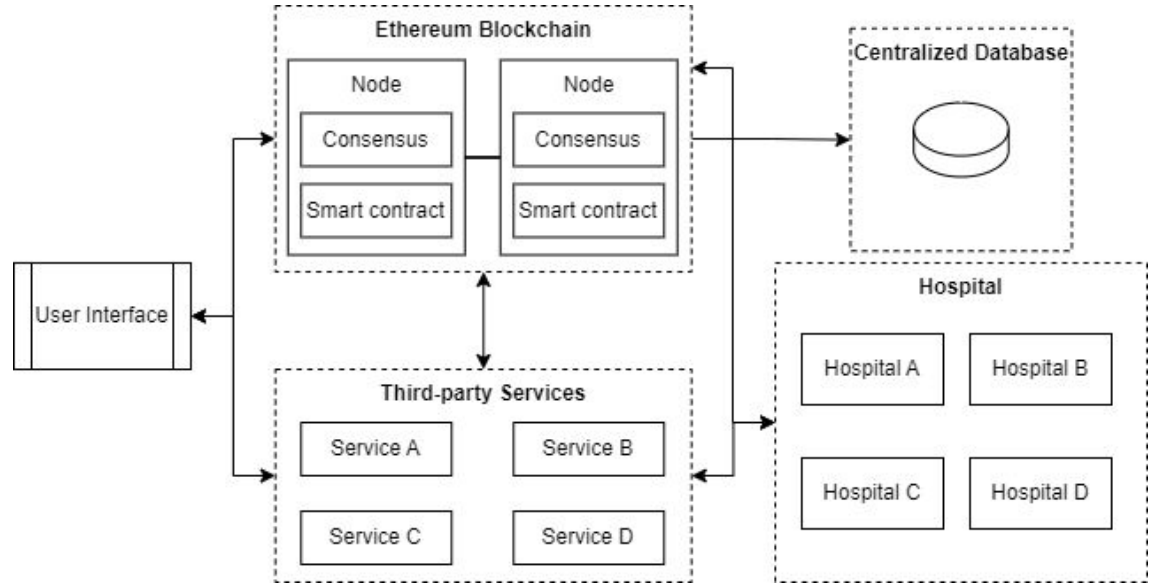 Ethereum Blockchain
Node
Consensus
Smart contract
Node
Consensus
Smart contract
Centralized Database
User Interface
Third-party Services
Service A
Service B
Service C
Service D
Hospital
Hospital A
Hospital B
Hospital C
Hospital D